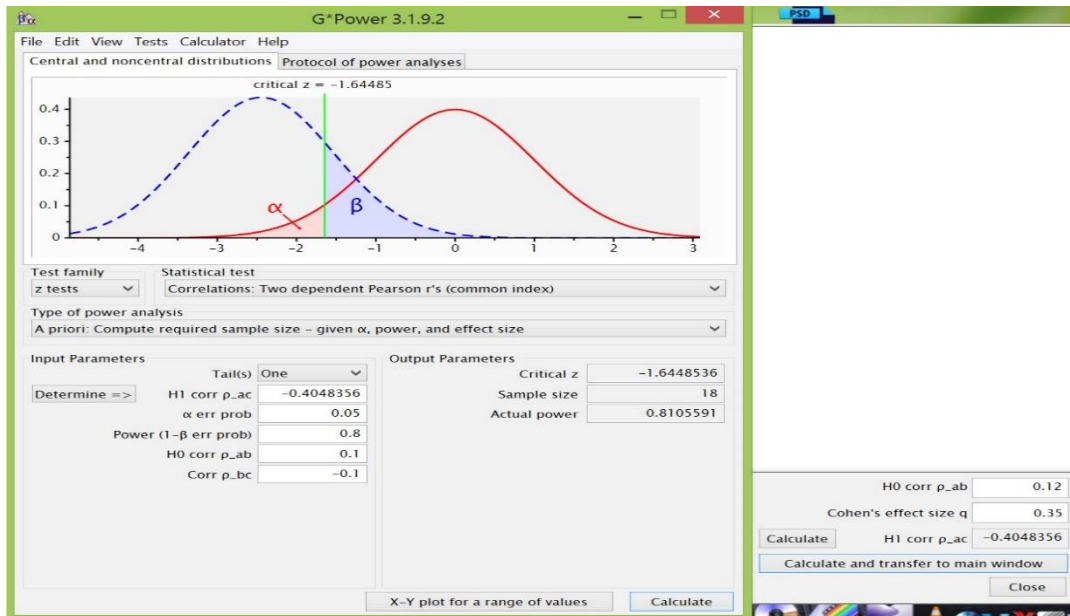 βα G*Power 3.1.9.2
File Edit View Tests Calculator Help
Central and noncentral distributions Protocol of power analyses
critical z = −1.64485
0.4
0.3
0.2
0.1
0
α
β
−4 −3 −2 −1 0 1 2 3
Test family Statistical test
z tests Correlations: Two dependent Pearson r's (common index)
Type of power analysis
A priori: Compute required sample size – given α, power, and effect size
Input Parameters Output Parameters
Tail(s) One Critical z −1.6448536
Determine => H1 corr ρ_ac −0.4048356 Sample size 18
α err prob 0.05 Actual power 0.8105591
Power (1−β err prob) 0.8
H0 corr ρ_ab 0.1
Corr ρ_bc −0.1
X−Y plot for a range of values Calculate
PSD
H0 corr ρ_ab 0.12
Cohen's effect size q 0.35
Calculate H1 corr ρ_ac −0.4048356
Calculate and transfer to main window
Close